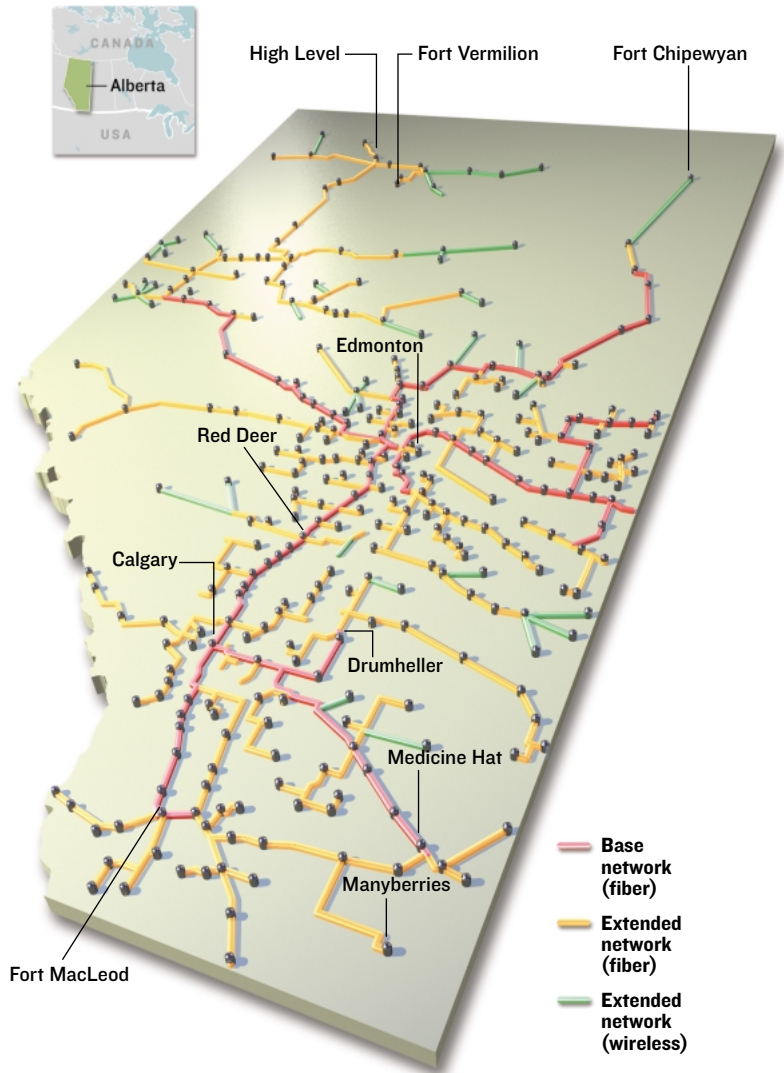 CANADA
Alberta
USA
High Level
Fort Vermilion
Fort Chipewyan
Edmonton
Red Deer
Calgary
Drumheller
Medicine Hat
Manyberries
Fort MacLeod
Base
network
(fiber)
Extended
network
(fiber)
Extended
network
(wireless)